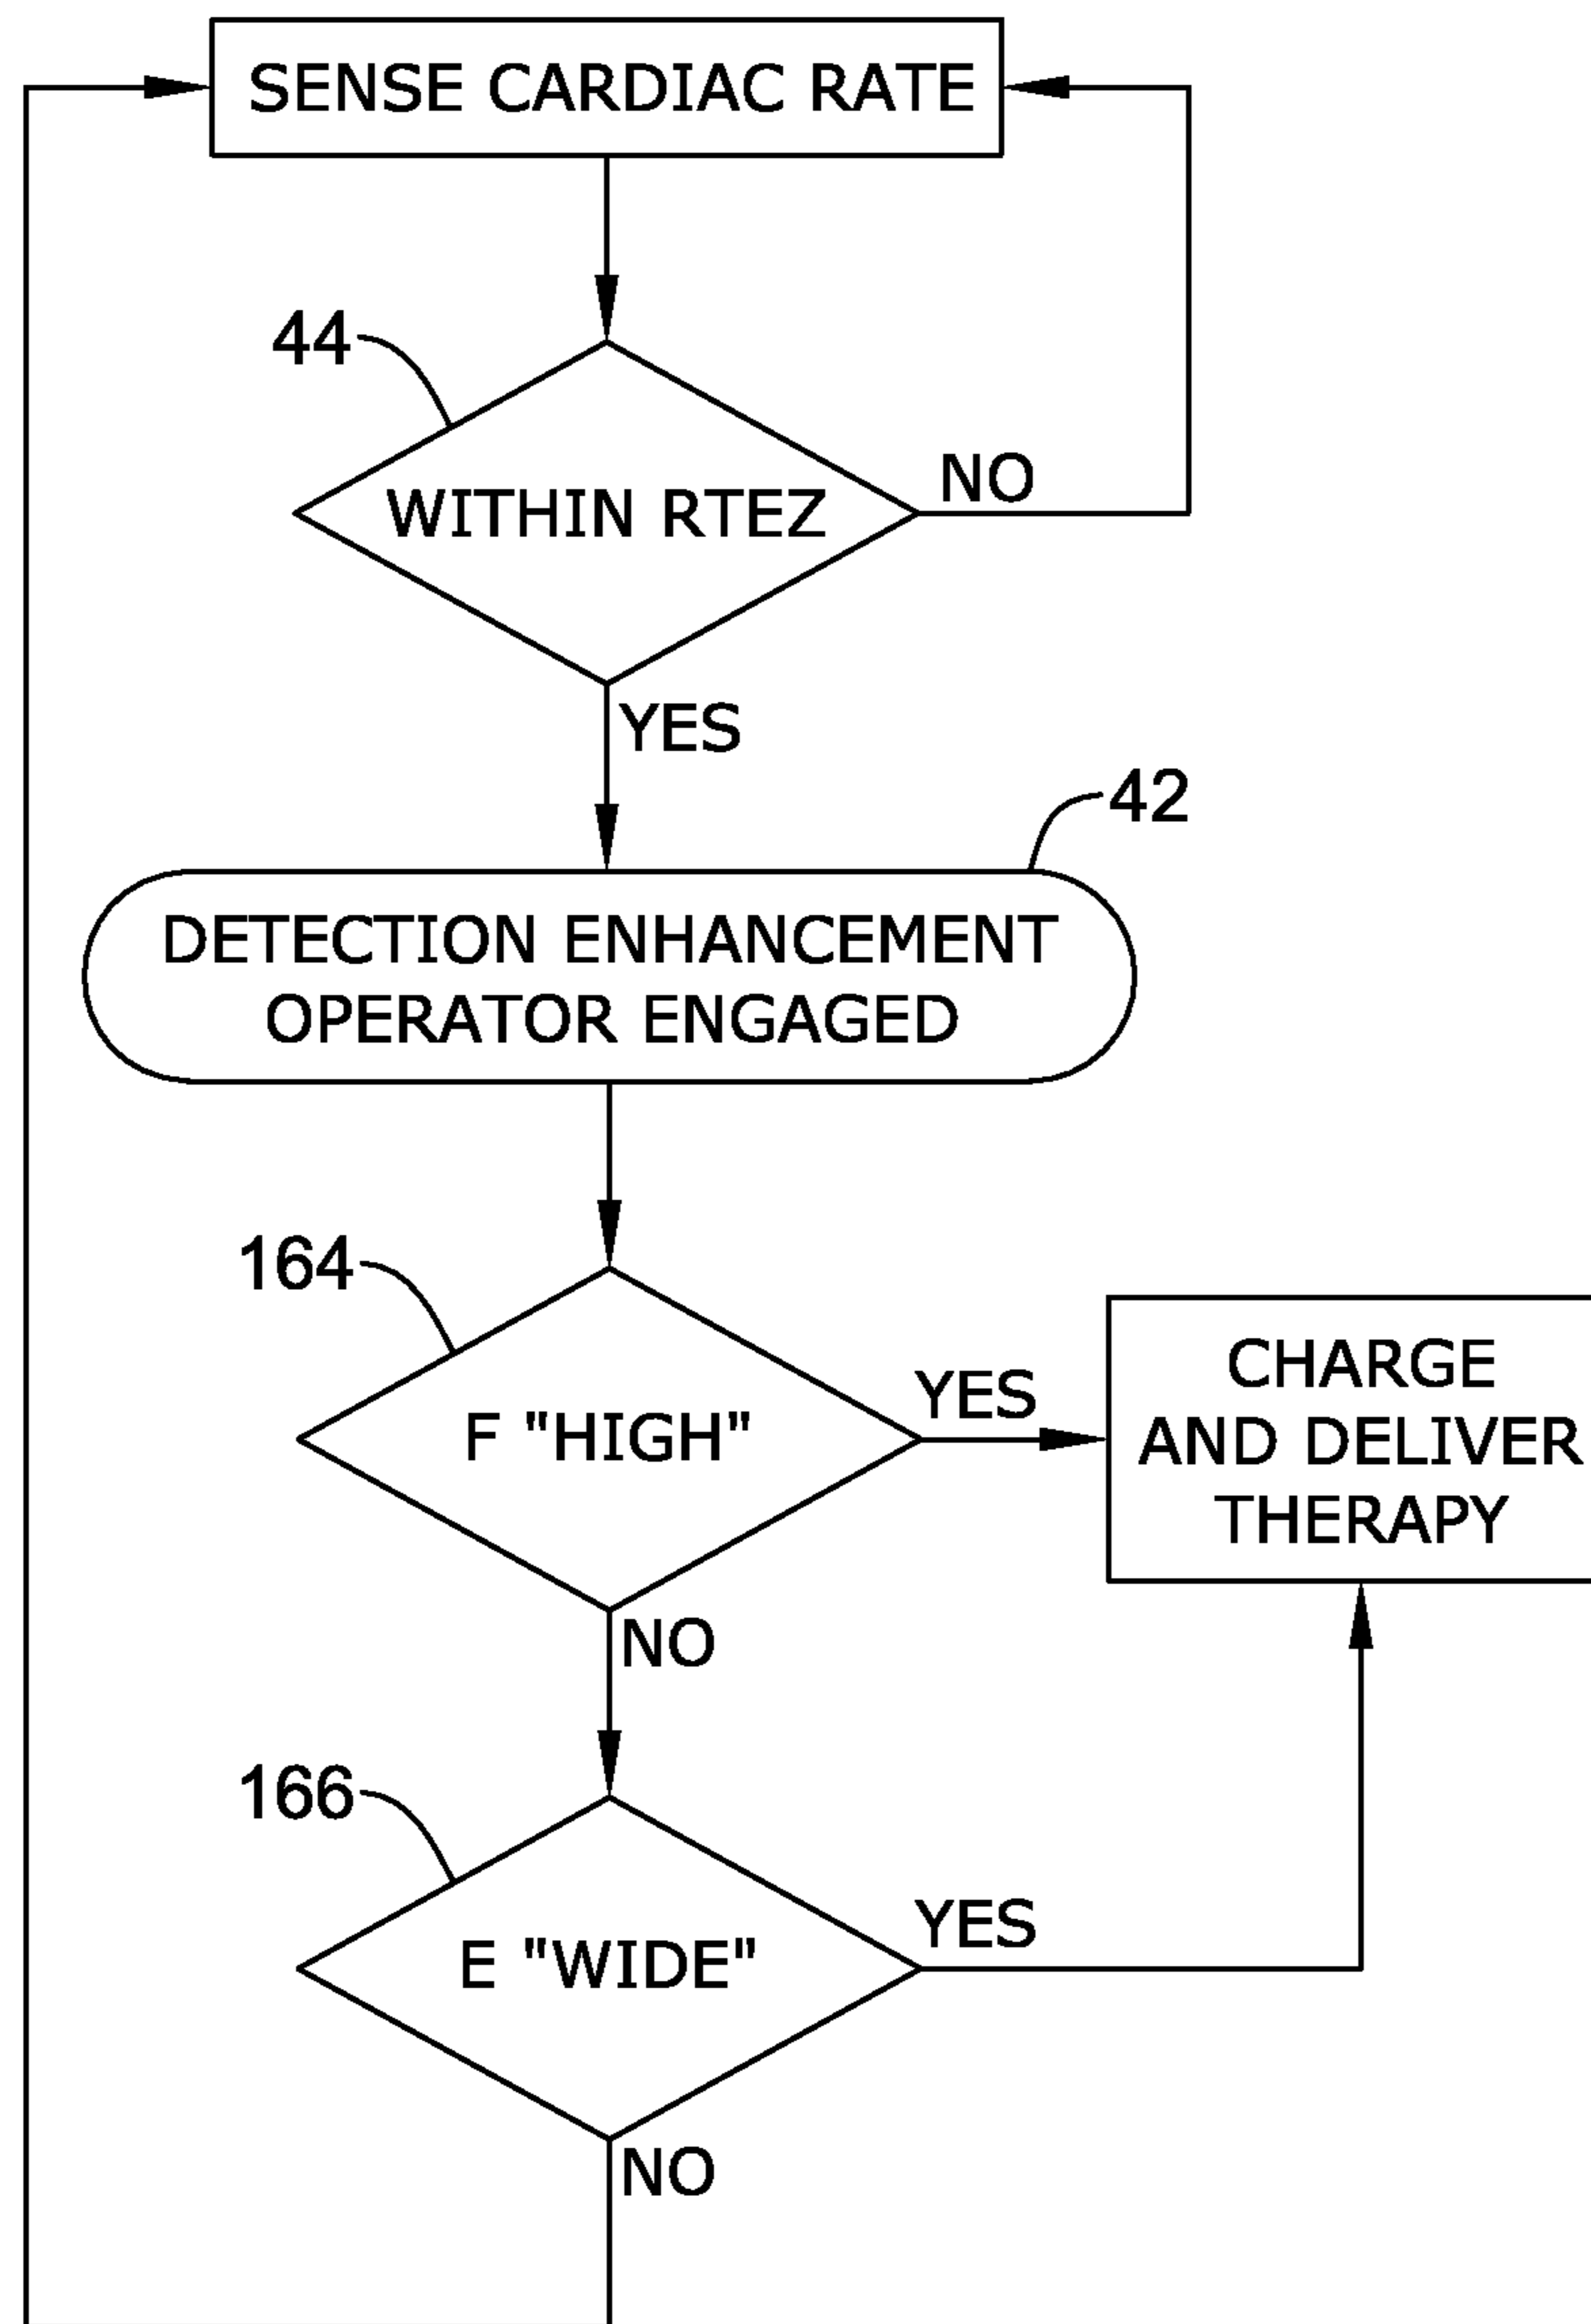 SENSE CARDIAC RATE
44
WITHIN RTEZ
NO
YES
42
DETECTION ENHANCEMENT
OPERATOR ENGAGED
164
F "HIGH"
YES
CHARGE
AND DELIVER
THERAPY
NO
166
E "WIDE"
YES
NO